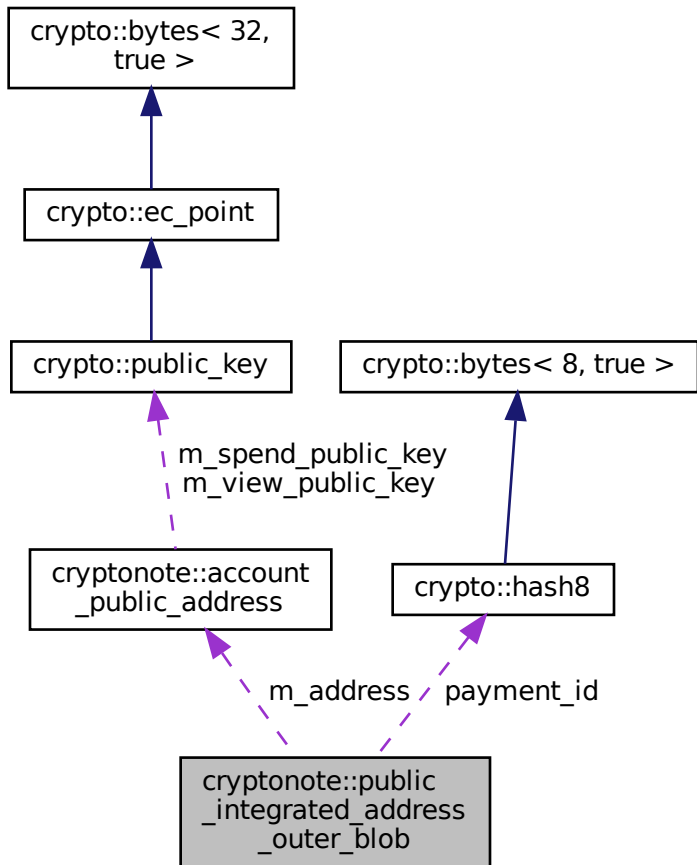 crypto::bytes< 32,
true >
crypto::ec_point
crypto::public_key
crypto::bytes< 8, true >
m_spend_public_key
m_view_public_key
cryptonote::account
_public_address
crypto::hash8
m_address
payment_id
cryptonote::public
_integrated_address
_outer_blob